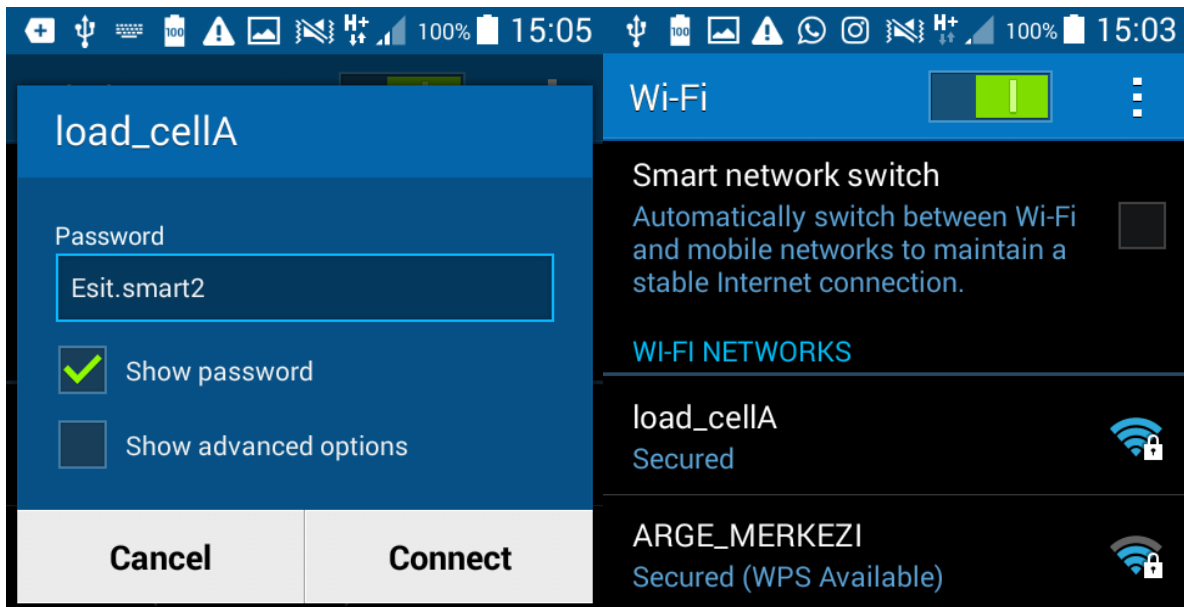 100 H+ 100% 15:05
load_cellA
Password
Esit.smart2
Show password
Show advanced options
Cancel Connect
100 H+ 100% 15:03
Wi-Fi
Smart network switch
Automatically switch between Wi-Fi
and mobile networks to maintain a
stable Internet connection.
WI-FI NETWORKS
load_cellA
Secured
ARGE_MERKEZI
Secured (WPS Available)